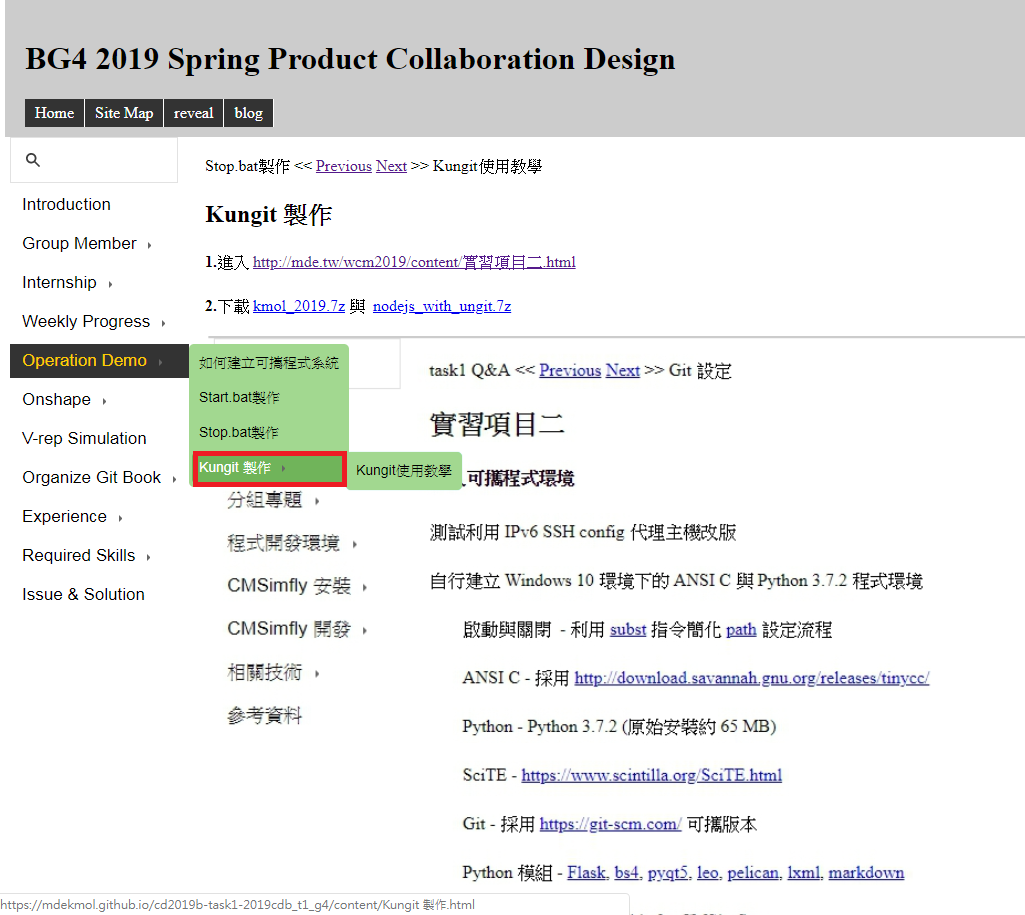 BG4 2019 Spring Product Collaboration Design
Home Site Map reveal blog
Stop.bat製作 << Previous Next >> Kungit使用教學
Kungit 製作
1.進入 http://mde.tw/wcm2019/content/實習項目二.html
2.下載 kmol_2019.7z 與 nodejs_with_ungit.7z
Introduction
Group Member
Internship
Weekly Progress
Operation Demo
Onshape
V-rep Simulation
Organize Git Book
Experience
Required Skills
Issue & Solution
如何建立可攜程式系統
Start.bat製作
Stop.bat製作
Kungit 製作
Kungit使用教學
分組專題
程式開發環境
CMSimfly 安裝
CMSimfly 開發
相關技術
參考資料
task1 Q&A << Previous Next >> Git 設定
實習項目二
可攜程式環境
測試利用 IPv6 SSH config 代理主機改版
自行建立 Windows 10 環境下的 ANSI C 與 Python 3.7.2 程式環境
啟動與關閉 - 利用 subst 指令簡化 path 設定流程
ANSI C - 採用 http://download.savannah.gnu.org/releases/tinycc/
Python - Python 3.7.2 (原始安裝約 65 MB)
SciTE - https://www.scintilla.org/SciTE.html
Git - 採用 https://git-scm.com/ 可攜版本
Python 模組 - Flask, bs4, pyqt5, leo, pelican, lxml, markdown
https://mdekmol.github.io/cd2019b-task1-2019cdb_t1_g4/content/Kungit 製作.html